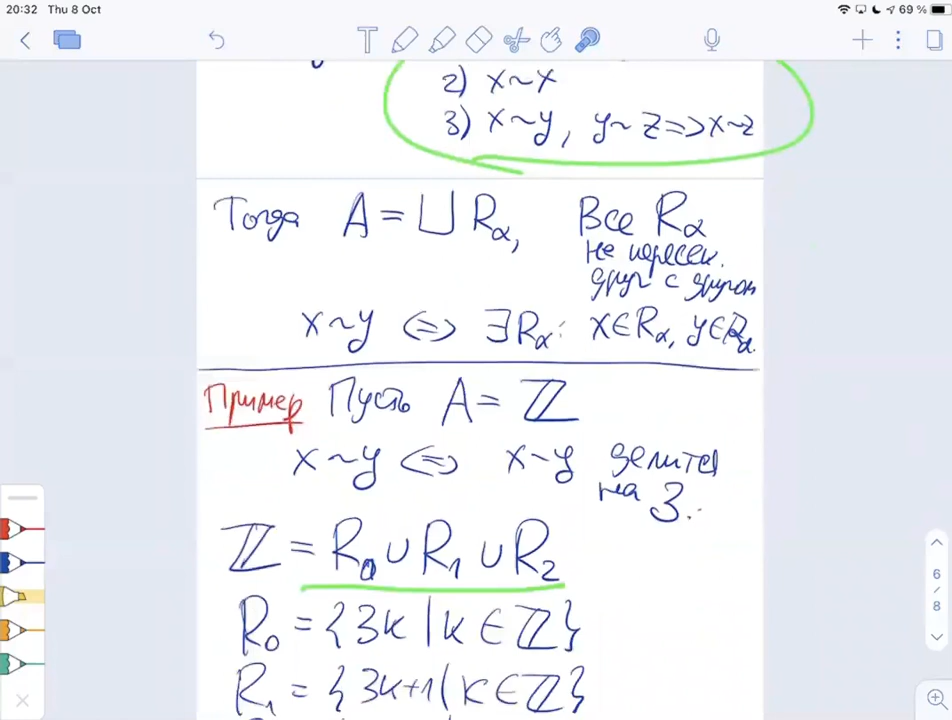 20:32 Thu 8 Oct 69 %
2) x~x
3) x~y, y~z=>x~z
Тогда A = ⊔ Rα, Все Rα
не пересек.
друг с другом
x~y <=> ∃Rα: x∈Rα, y∈Rα.
Пример Пусть A = ℤ
x~y <=> x-y делится
на 3.
ℤ = R₀∪R₁∪R₂
R₀ = {3k|k∈ℤ}
R₁ = {3k+1|k∈ℤ}
6
/
8